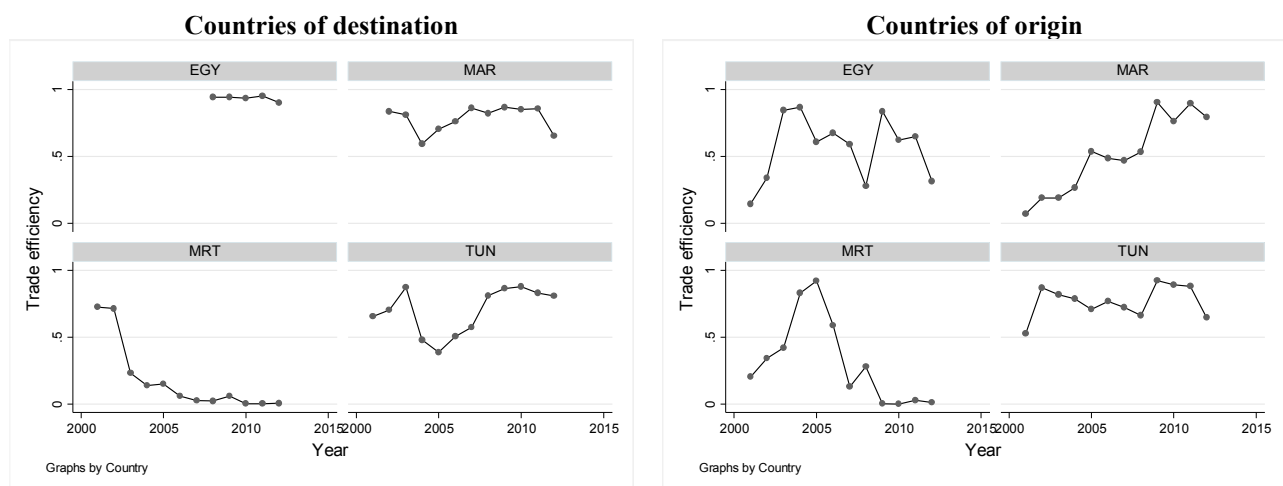 Countries of destination
EGY
MAR
MRT
TUN
1
.5
0
1
.5
0
2000
2005
2010
2015
2000
2005
2010
2015
Trade efficiency
Year
Graphs by Country
Countries of origin
EGY
MAR
MRT
TUN
1
.5
0
1
.5
0
2000
2005
2010
2015
2000
2005
2010
2015
Trade efficiency
Year
Graphs by Country